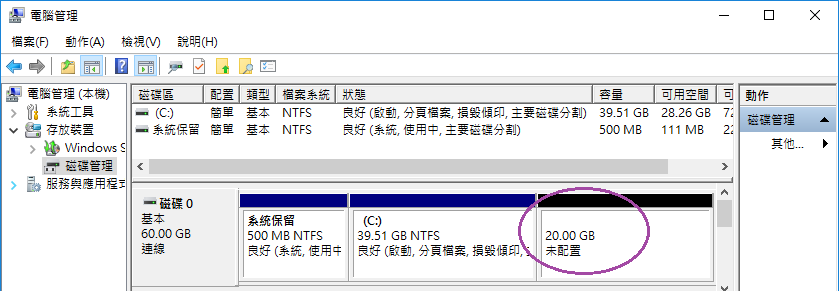 電腦管理
檔案(F) 動作(A) 檢視(V) 說明(H)
電腦管理 (本機)
系統工具
存放裝置
Windows S
磁碟管理
服務與應用程式
磁碟區 配置 類型 檔案系統 狀態 容量 可用空間 可
(C:) 簡單 基本 NTFS 良好 (啟動, 分頁檔案, 損毀傾印, 主要磁碟分割) 39.51 GB 28.26 GB 72
系統保留 簡單 基本 NTFS 良好 (系統, 使用中, 主要磁碟分割) 500 MB 111 MB 22
磁碟 0
基本
60.00 GB
連線
系統保留
500 MB NTFS
良好 (系統, 使用中
(C:)
39.51 GB NTFS
良好 (啟動, 分頁檔案, 損毀傾印, 
20.00 GB
未配置
動作
磁碟管理
其他...